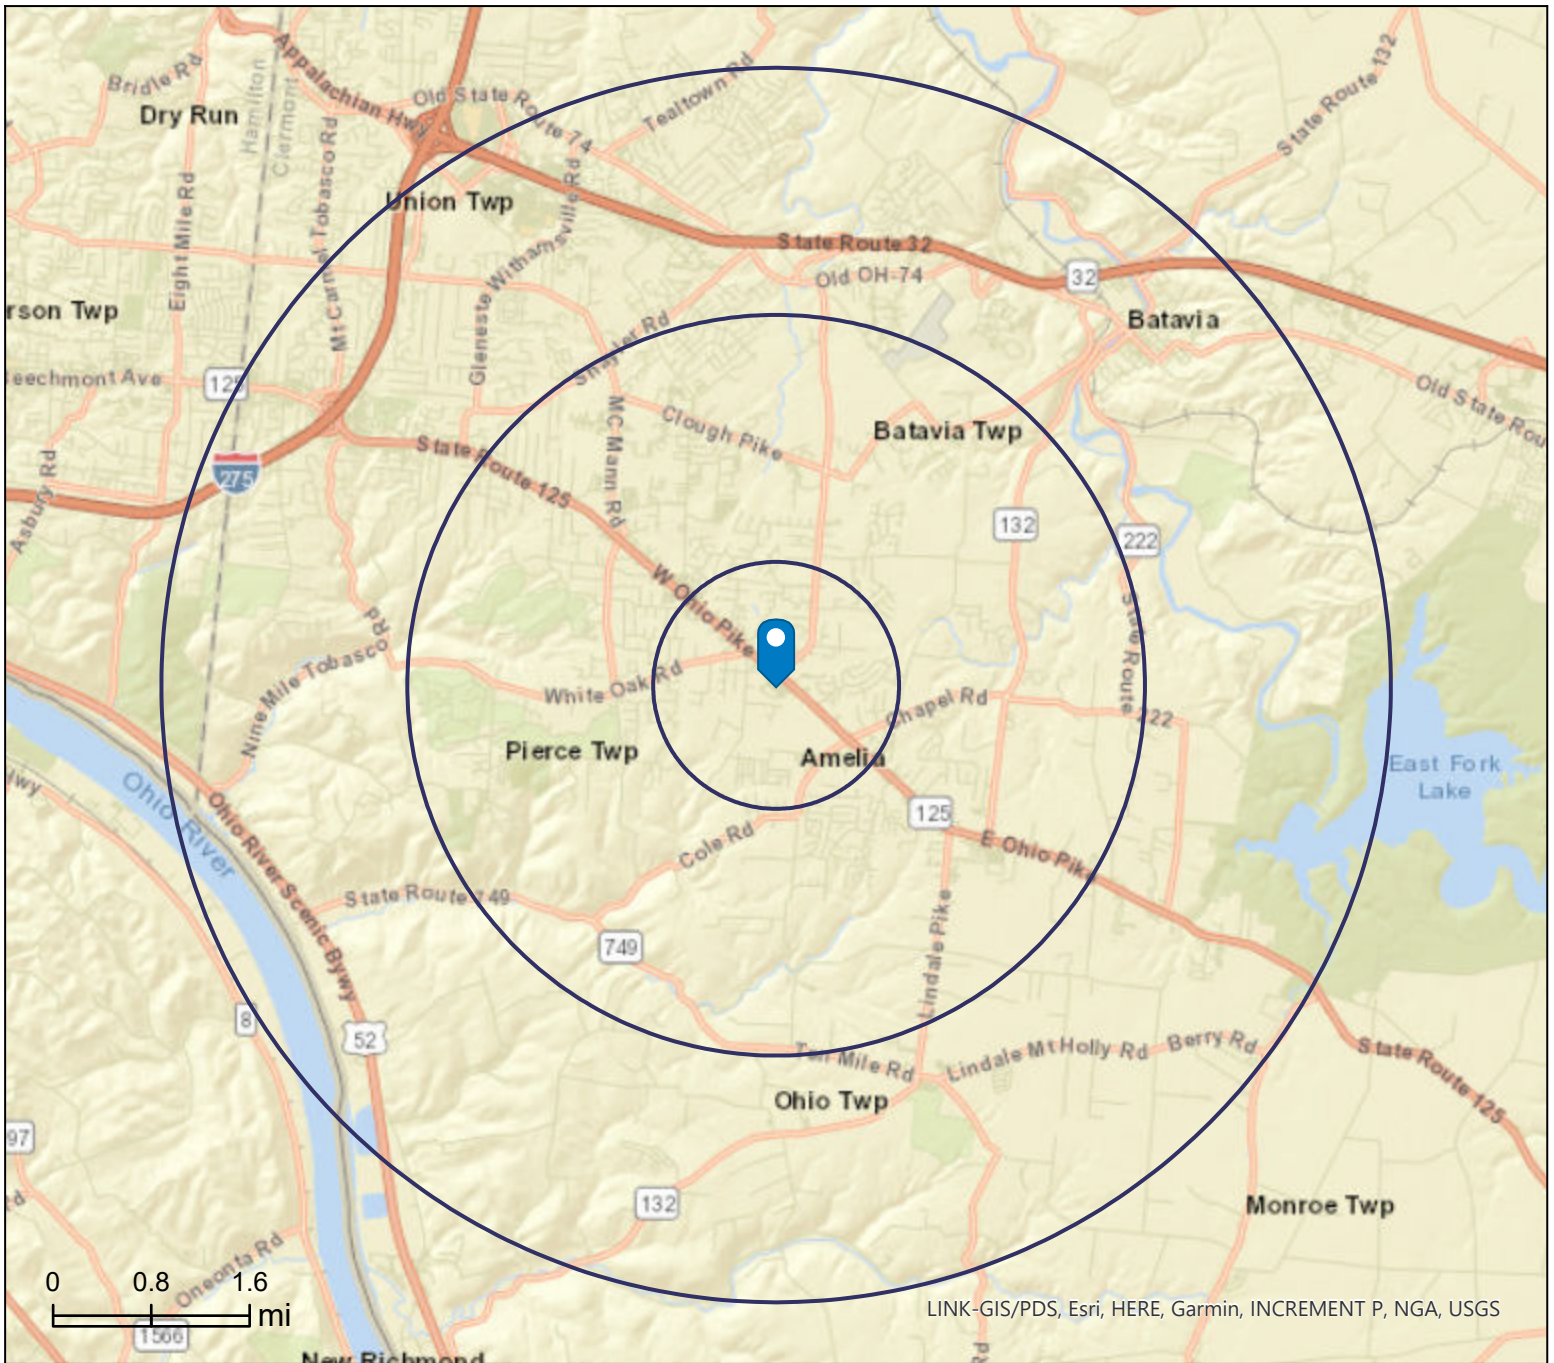 Appalachian Hwy
Bridle Rd
Dry Run
Hamilton
Clermont
Old State Route 74
Tealtown Rd
State Route 132
Eight Mile Rd
Mt Carmel Tobasco Rd
Union Twp
Gleneste Withamsville Rd
State Route 32
Old OH-74
32
Batavia
rson Twp
Shayler Rd
eechmont Ave
125
Old State Rou
State Route 125
MC Mann Rd
Clough Pike
Batavia Twp
275
Asbury Rd
132
222
W Ohio Pike
State Route 222
Rd
Nine Mile Tobasco
White Oak Rd
Chapel Rd
Pierce Twp
Amelia
East Fork
Lake
lwy
Ohio River
Ohio River Scenic Bywy
125
Cole Rd
E Ohio Pike
State Route 749
749
Lindale Pike
8
52
Ten Mile Rd
Lindale Mt Holly Rd
Berry Rd
State Route 125
Ohio Twp
97
Rd
132
Monroe Twp
Oneonta Rd
0 0.8 1.6
mi
1566
LINK-GIS/PDS, Esri, HERE, Garmin, INCREMENT P, NGA, USGS
New Richmond
Rd